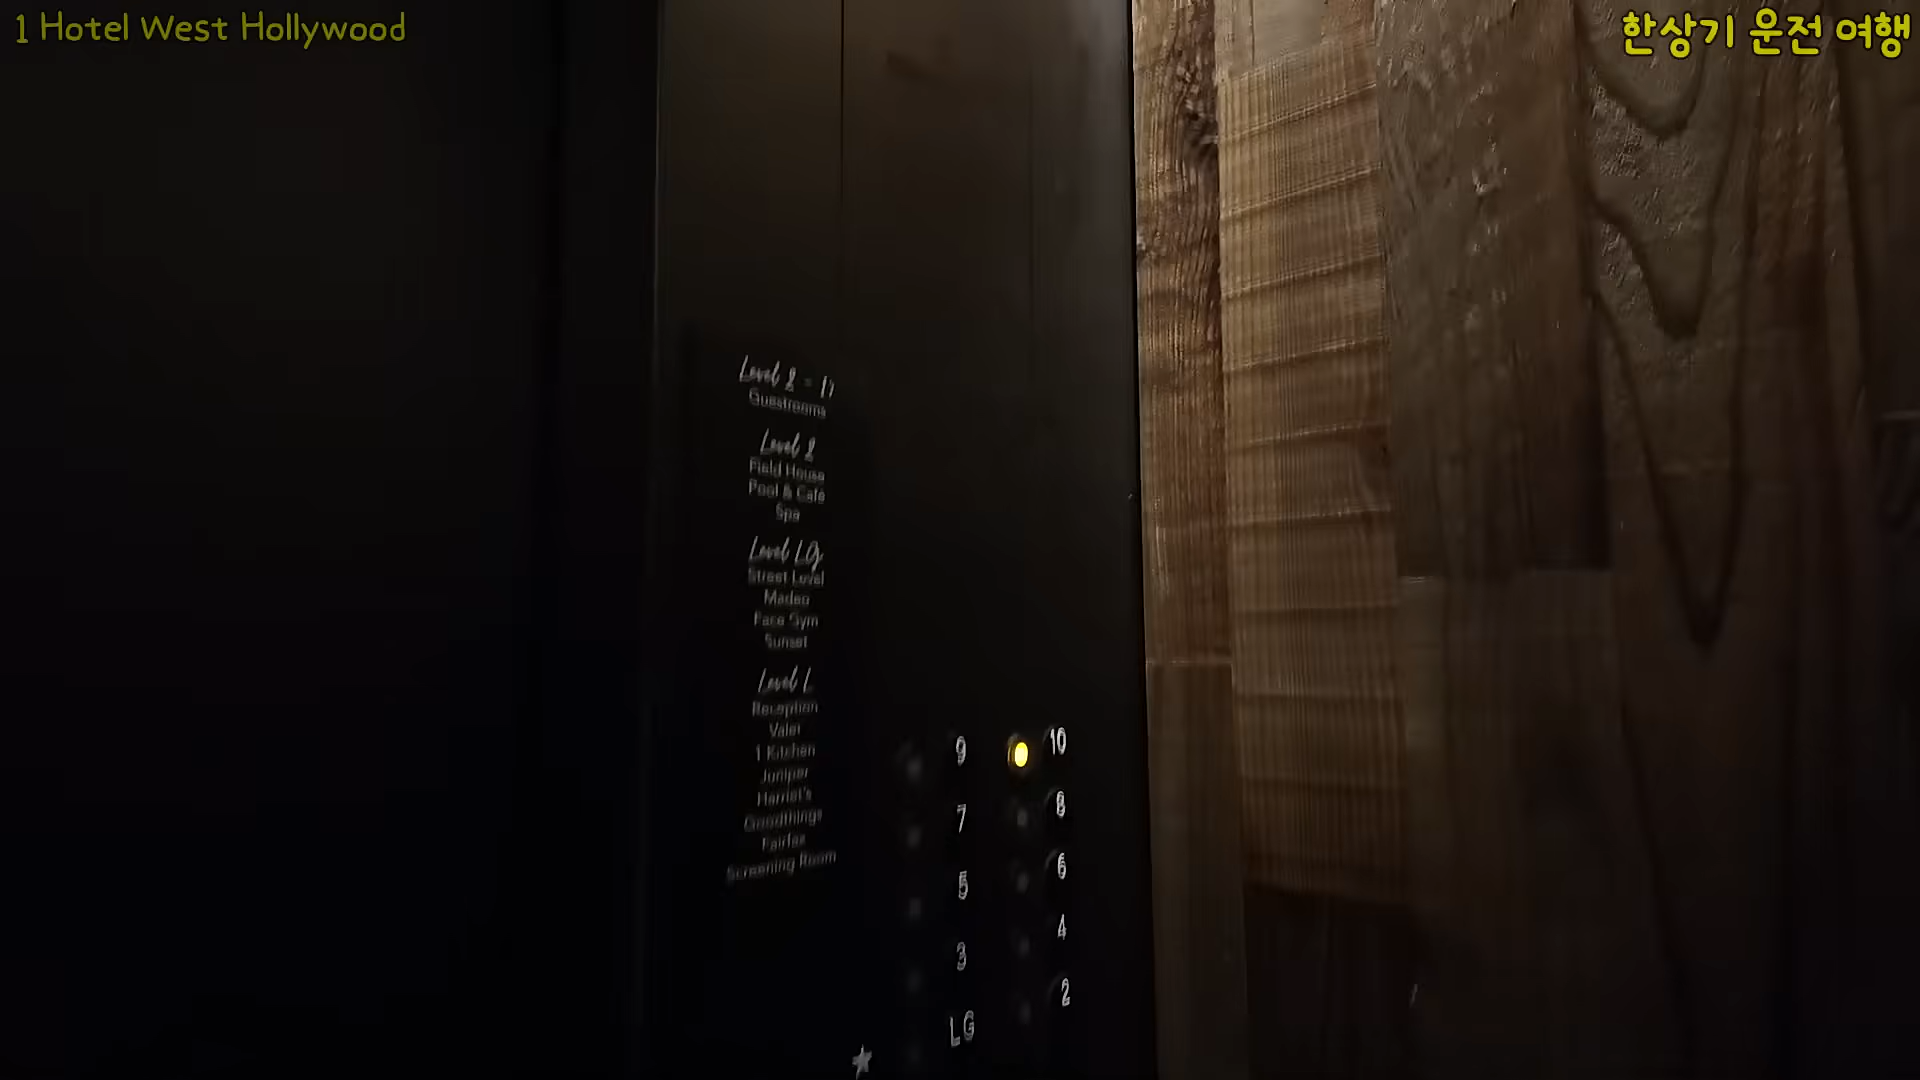 1 Hotel West Hollywood
한상기 운전 여행
Level 2 - 11
Guestrooms
Level 2
Field House
Pool & Cafe
Spa
Level LG
Street Level
Madeo
Face Gym
Sunset
Level L
Reception
Valet
1 Kitchen
Juniper
Harriet's
Goodthings
Fairfax
Screening Room
9 10
7 8
5 6
3 4
LG 2